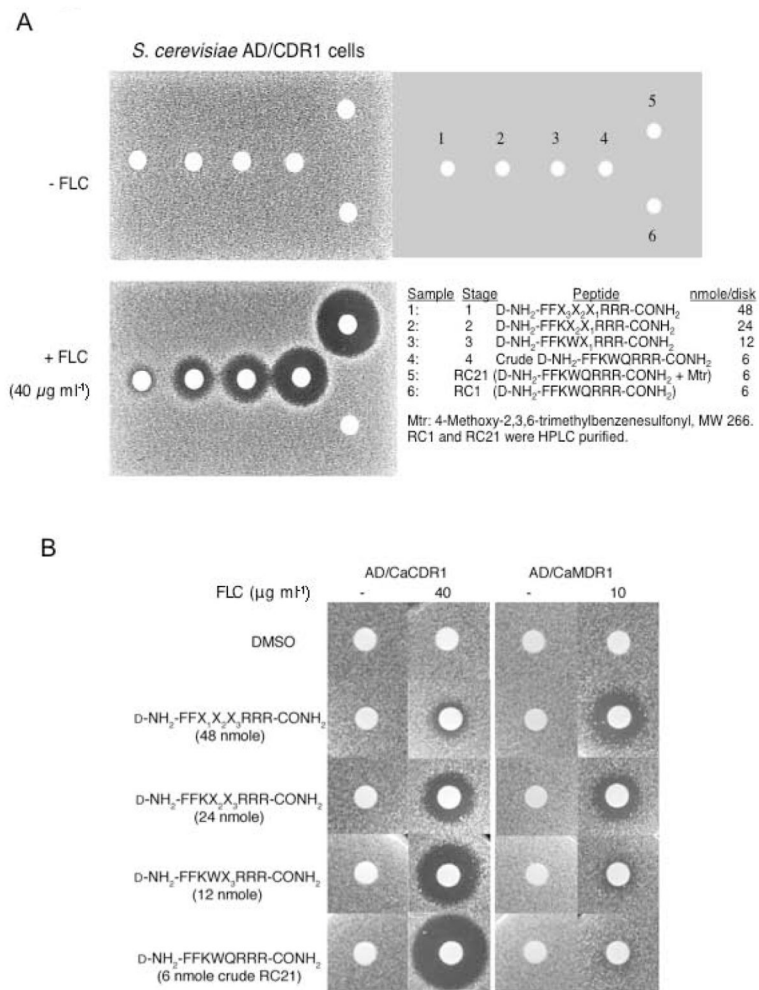 A
S. cerevisiae AD/CDR1 cells
- FLC
1 2 3 4 5 6
+ FLC
(40 µg ml-1)
Sample Stage Peptide nmole/disk
1: 1 D-NH2-FFX3X2X1RRR-CONH2 48
2: 2 D-NH2-FFKX2X1RRR-CONH2 24
3: 3 D-NH2-FFKWX1RRR-CONH2 12
4: 4 Crude D-NH2-FFKWQRRR-CONH2 6
5: RC21 (D-NH2-FFKWQRRR-CONH2 + Mtr) 6
6: RC1 (D-NH2-FFKWQRRR-CONH2) 6
Mtr: 4-Methoxy-2,3,6-trimethylbenzenesulfonyl, MW 266.
RC1 and RC21 were HPLC purified.
B
AD/CaCDR1 AD/CaMDR1
FLC (µg ml-1) - 40 - 10
DMSO
D-NH2-FFX1X2X3RRR-CONH2
(48 nmole)
D-NH2-FFKX2X3RRR-CONH2
(24 nmole)
D-NH2-FFKWX3RRR-CONH2
(12 nmole)
D-NH2-FFKWQRRR-CONH2
(6 nmole crude RC21)